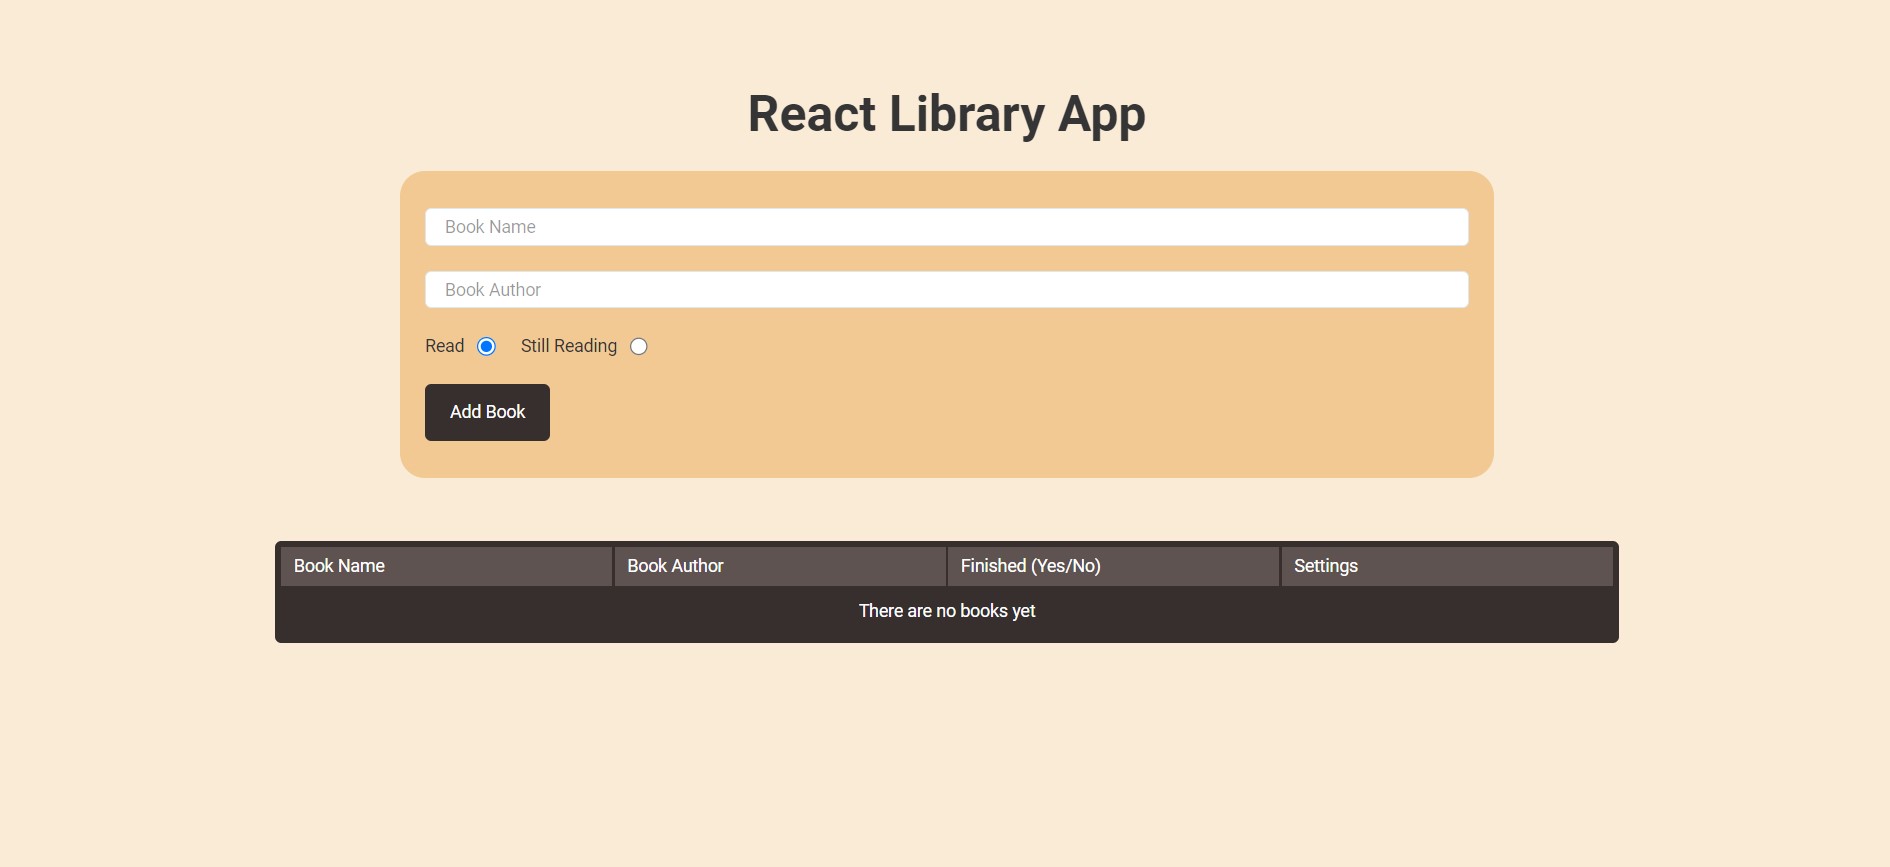 React Library App
Book Name
Book Author
Read Still Reading
Add Book
Book Name Book Author Finished (Yes/No) Settings
There are no books yet